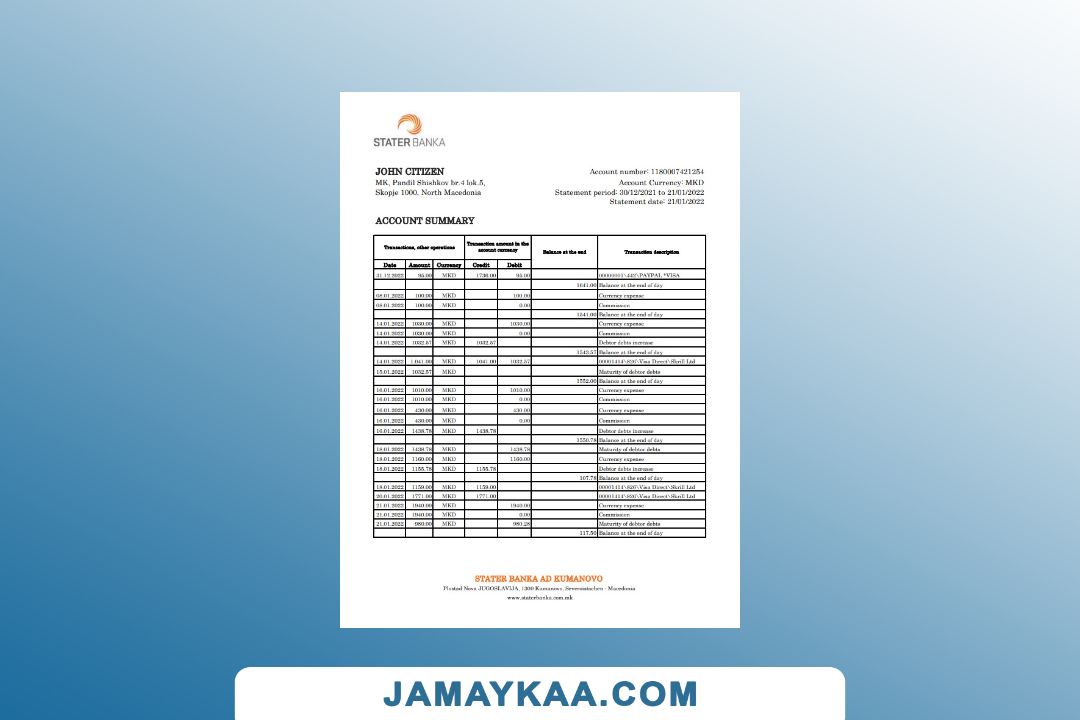 STATER BANKA
JOHN CITIZEN
MK, Pandil Shishkov br.4 lok.5,
Skopje 1000, North Macedonia
Account number: 1180007421254
Account Currency: MKD
Statement period: 30/12/2021 to 21/01/2022
Statement date: 21/01/2022
ACCOUNT SUMMARY
Transactions, other operations
Transaction amount in the
account currency
Balance at the end
Transaction description
Date Amount Currency Credit Debit
31.12.2022 95.00 MKD 1736.00 95.00 PAYPAL *VISA
1641.00 Balance at the end of day
08.01.2022 100.00 MKD 100.00 Currency expense
08.01.2022 100.00 MKD 0.00 Commission
1541.00 Balance at the end of day
14.01.2022 1030.00 MKD 1030.00 Currency expense
14.01.2022 1030.00 MKD 0.00 Commission
14.01.2022 1032.57 MKD 1032.57 Debtor debts increase
1543.57 Balance at the end of day
14.01.2022 1,041.00 MKD 1041.00 1032.57 00001414\826\Visa Direct\Skrill Ltd
15.01.2022 1032.57 MKD Maturity of debtor debts
1552.00 Balance at the end of day
16.01.2022 1010.00 MKD 1010.00 Currency expense
16.01.2022 1010.00 MKD 0.00 Commission
16.01.2022 430.00 MKD 430.00 Currency expense
16.01.2022 430.00 MKD 0.00 Commission
16.01.2022 1438.78 MKD 1438.78 Debtor debts increase
1550.78 Balance at the end of day
18.01.2022 1438.78 MKD 1438.78 Maturity of debtor debts
18.01.2022 1160.00 MKD 1160.00 Currency expense
18.01.2022 1155.78 MKD 1155.78 Debtor debts increase
107.78 Balance at the end of day
19.01.2022 1159.00 MKD 1159.00 00001414\826\Visa Direct\Skrill Ltd
20.01.2022 1771.00 MKD 1771.00 00001414\826\Visa Direct\Skrill Ltd
21.01.2022 1940.00 MKD 1940.00 Currency expense
21.01.2022 1940.00 MKD 0.00 Commission
21.01.2022 980.00 MKD 980.28 Maturity of debtor debts
117.50 Balance at the end of day
STATER BANKA AD KUMANOVO
Plostad Nova JUGOSLAVIJA, 1300 Kumanovo, Severoistochen - Macedonia
www.staterbanka.com.mk
JAMAYKAA.COM